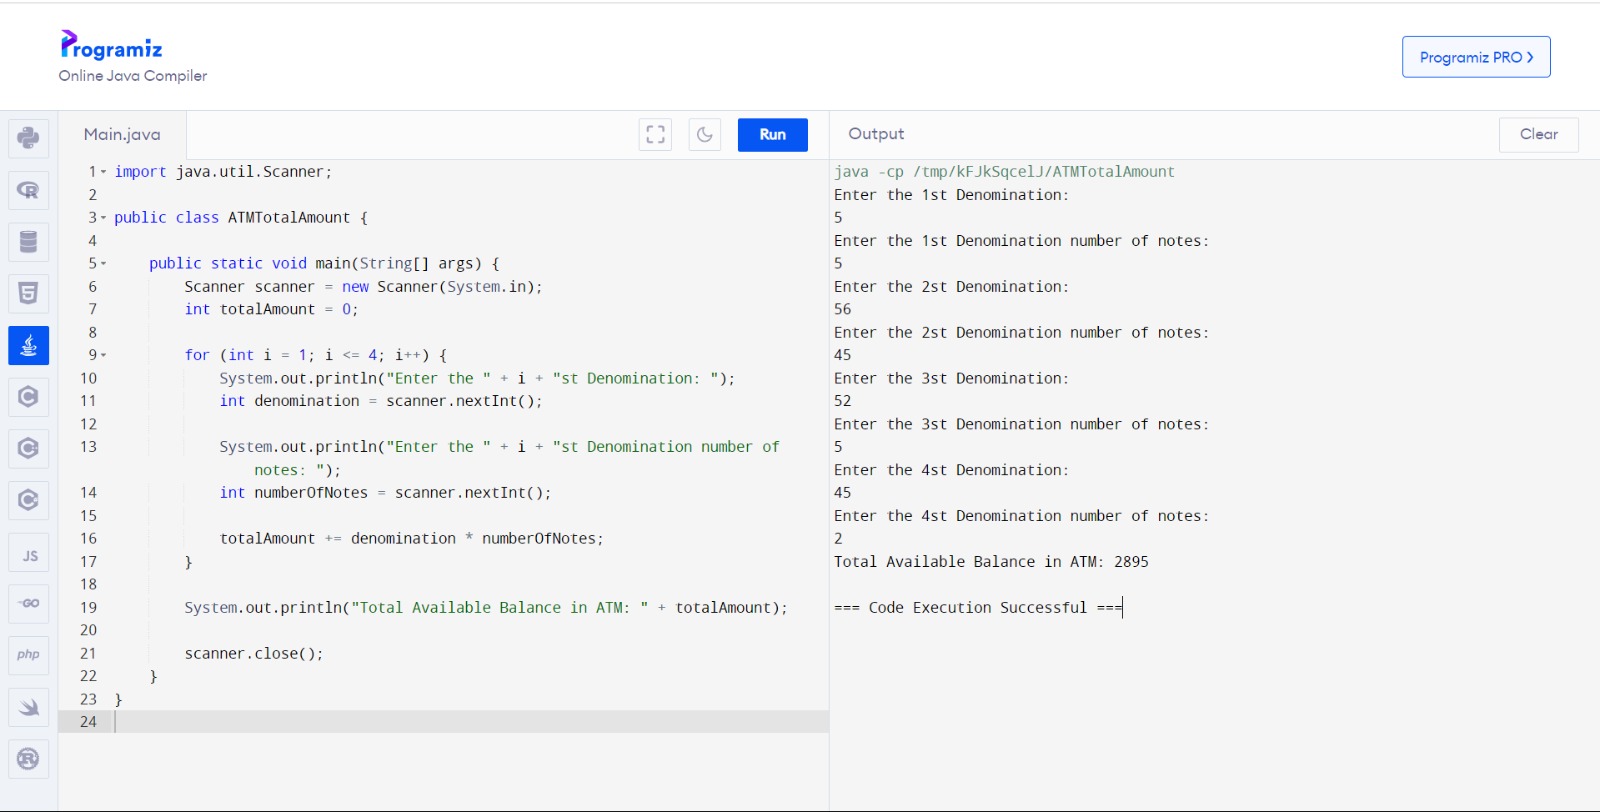 Programiz
Online Java Compiler
Programiz PRO ❯
Main.java
Run
1 import java.util.Scanner;
2
3 public class ATMTotalAmount {
4
5     public static void main(String[] args) {
6         Scanner scanner = new Scanner(System.in);
7         int totalAmount = 0;
8
9         for (int i = 1; i <= 4; i++) {
10             System.out.println("Enter the " + i + "st Denomination: ");
11             int denomination = scanner.nextInt();
12
13             System.out.println("Enter the " + i + "st Denomination number of
notes: ");
14             int numberOfNotes = scanner.nextInt();
15
16             totalAmount += denomination * numberOfNotes;
17         }
18
19         System.out.println("Total Available Balance in ATM: " + totalAmount);
20
21         scanner.close();
22     }
23 }
24
JS
GO
php
Output
Clear
java -cp /tmp/kFJkSqcelJ/ATMTotalAmount
Enter the 1st Denomination:
5
Enter the 1st Denomination number of notes:
5
Enter the 2st Denomination:
56
Enter the 2st Denomination number of notes:
45
Enter the 3st Denomination:
52
Enter the 3st Denomination number of notes:
5
Enter the 4st Denomination:
45
Enter the 4st Denomination number of notes:
2
Total Available Balance in ATM: 2895
=== Code Execution Successful ===